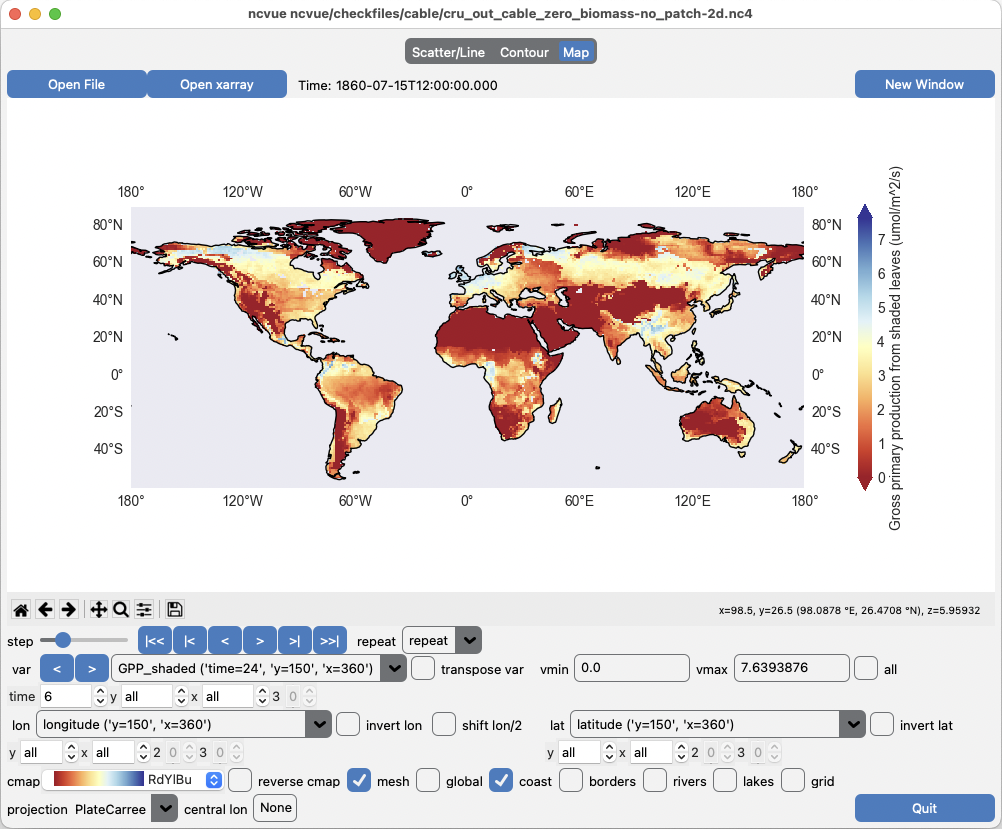 ncvue ncvue/checkfiles/cable/cru_out_cable_zero_biomass-no_patch-2d.nc4
Scatter/Line Contour Map
Open File Open xarray Time: 1860-07-15T12:00:00.000 New Window
180° 120°W 60°W 0° 60°E 120°E 180°
80°N 80°N
60°N 60°N
40°N 40°N
20°N 20°N
0° 0°
20°S 20°S
40°S 40°S
180° 120°W 60°W 0° 60°E 120°E 180°
7
6
5
4
3
2
1
0
Gross primary production from shaded leaves (umol/m^2/s)
x=98.5, y=26.5 (98.0878 °E, 26.4708 °N), z=5.95932
step |<< |< < > >| >>| repeat repeat
var < > GPP_shaded ('time=24', 'y=150', 'x=360') transpose var vmin 0.0 vmax 7.6393876 all
time 6 y all x all 3 0
lon longitude ('y=150', 'x=360') invert lon shift lon/2 lat latitude ('y=150', 'x=360') invert lat
y all x all 2 0 3 0 y all x all 2 0 3 0
cmap RdYlBu reverse cmap mesh global coast borders rivers lakes grid
projection PlateCarree central lon None Quit